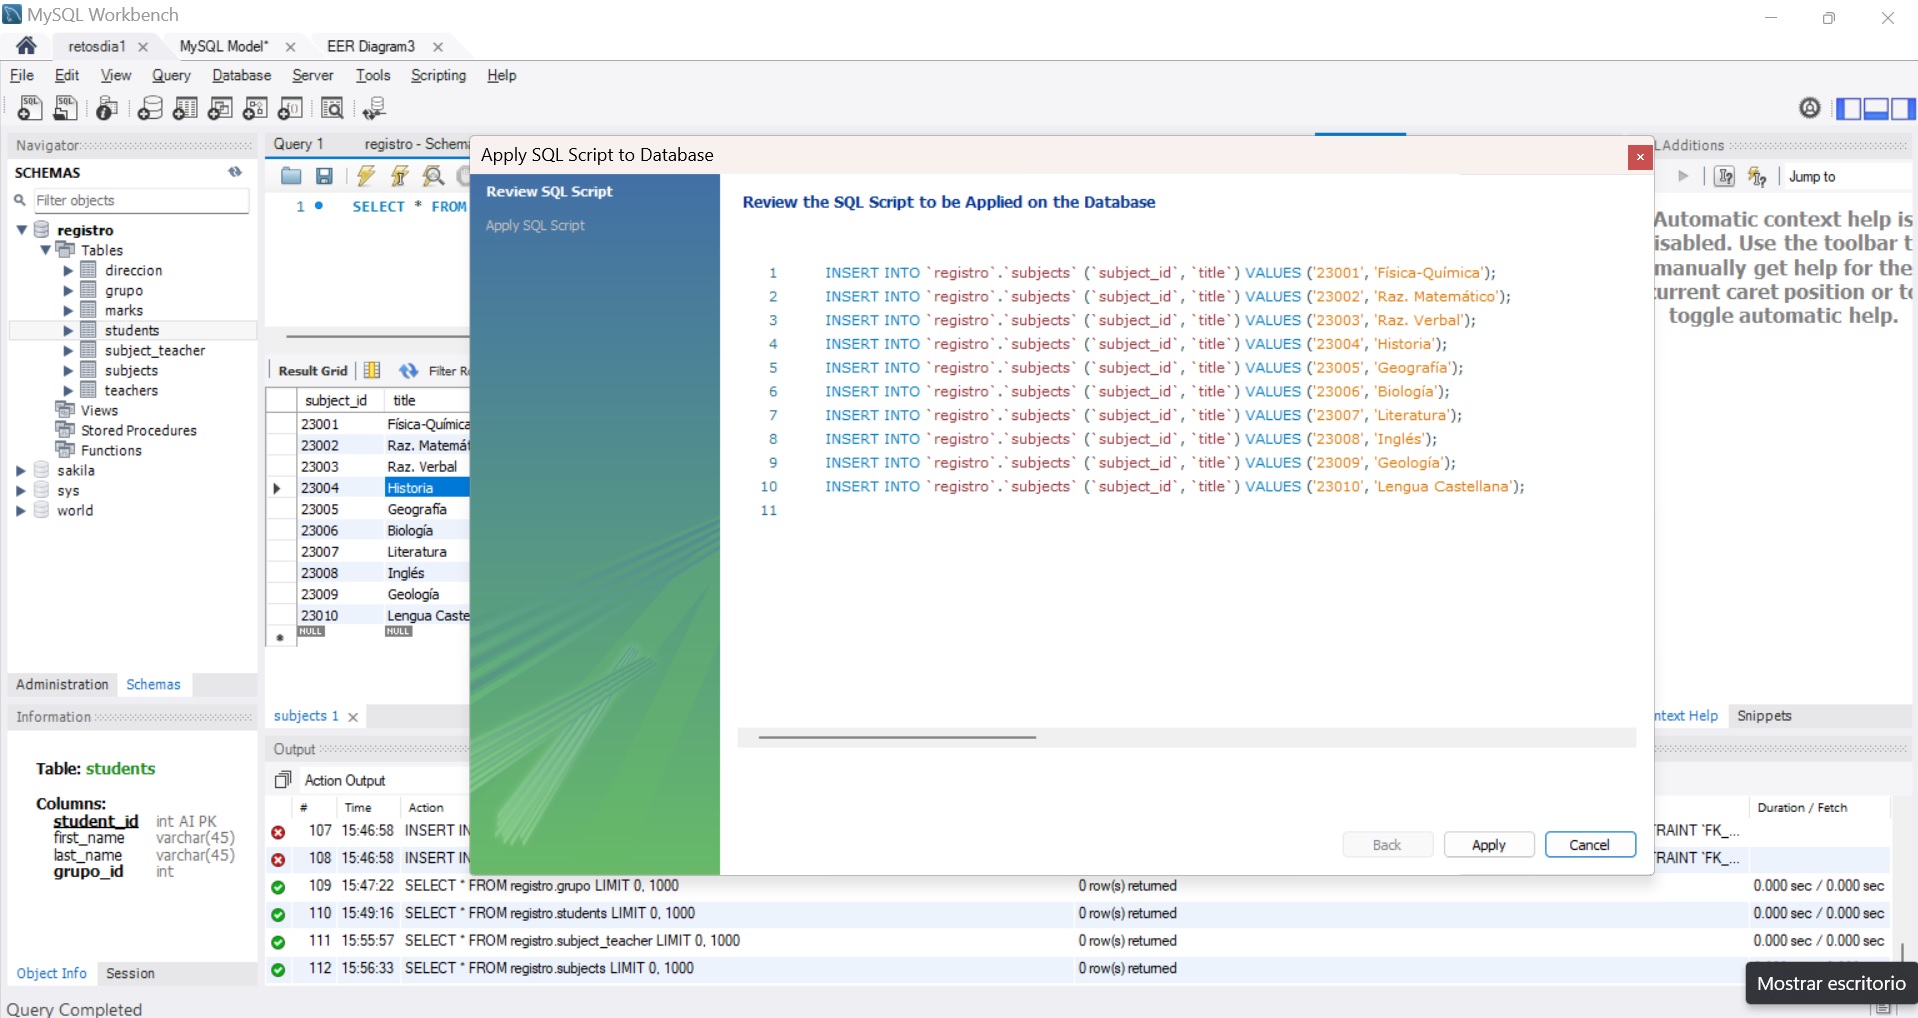 MySQL Workbench
retosdia1
MySQL Model*
EER Diagram3
File Edit View Query Database Server Tools Scripting Help
Navigator
SCHEMAS
Filter objects
registro
Tables
direccion
grupo
marks
students
subject_teacher
subjects
teachers
Views
Stored Procedures
Functions
sakila
sys
world
Administration Schemas
Information
Table: students
Columns:
student_id int AI PK
first_name varchar(45)
last_name varchar(45)
grupo_id int
Object Info Session
Query Completed
Query 1 registro - Schema
1 SELECT * FROM
Result Grid Filter Ro
subject_id title
23001 Física-Química
23002 Raz. Matemát
23003 Raz. Verbal
23004 Historia
23005 Geografía
23006 Biología
23007 Literatura
23008 Inglés
23009 Geología
23010 Lengua Caste
NULL NULL
subjects 1
Apply SQL Script to Database
Review SQL Script
Apply SQL Script
Review the SQL Script to be Applied on the Database
1 INSERT INTO `registro`.`subjects` (`subject_id`, `title`) VALUES ('23001', 'Física-Química');
2 INSERT INTO `registro`.`subjects` (`subject_id`, `title`) VALUES ('23002', 'Raz. Matemático');
3 INSERT INTO `registro`.`subjects` (`subject_id`, `title`) VALUES ('23003', 'Raz. Verbal');
4 INSERT INTO `registro`.`subjects` (`subject_id`, `title`) VALUES ('23004', 'Historia');
5 INSERT INTO `registro`.`subjects` (`subject_id`, `title`) VALUES ('23005', 'Geografía');
6 INSERT INTO `registro`.`subjects` (`subject_id`, `title`) VALUES ('23006', 'Biología');
7 INSERT INTO `registro`.`subjects` (`subject_id`, `title`) VALUES ('23007', 'Literatura');
8 INSERT INTO `registro`.`subjects` (`subject_id`, `title`) VALUES ('23008', 'Inglés');
9 INSERT INTO `registro`.`subjects` (`subject_id`, `title`) VALUES ('23009', 'Geología');
10 INSERT INTO `registro`.`subjects` (`subject_id`, `title`) VALUES ('23010', 'Lengua Castellana');
11
Back Apply Cancel
LAdditions
Jump to
Automatic context help is
isabled. Use the toolbar t
manually get help for the
urrent caret position or to
toggle automatic help.
ntext Help Snippets
Output
Action Output
# Time Action Duration / Fetch
107 15:46:58 INSERT IN RAINT `FK_...
108 15:46:58 INSERT IN RAINT `FK_...
109 15:47:22 SELECT * FROM registro.grupo LIMIT 0, 1000 0 row(s) returned 0.000 sec / 0.000 sec
110 15:49:16 SELECT * FROM registro.students LIMIT 0, 1000 0 row(s) returned 0.000 sec / 0.000 sec
111 15:55:57 SELECT * FROM registro.subject_teacher LIMIT 0, 1000 0 row(s) returned 0.000 sec / 0.000 sec
112 15:56:33 SELECT * FROM registro.subjects LIMIT 0, 1000 0 row(s) returned
Mostrar escritorio